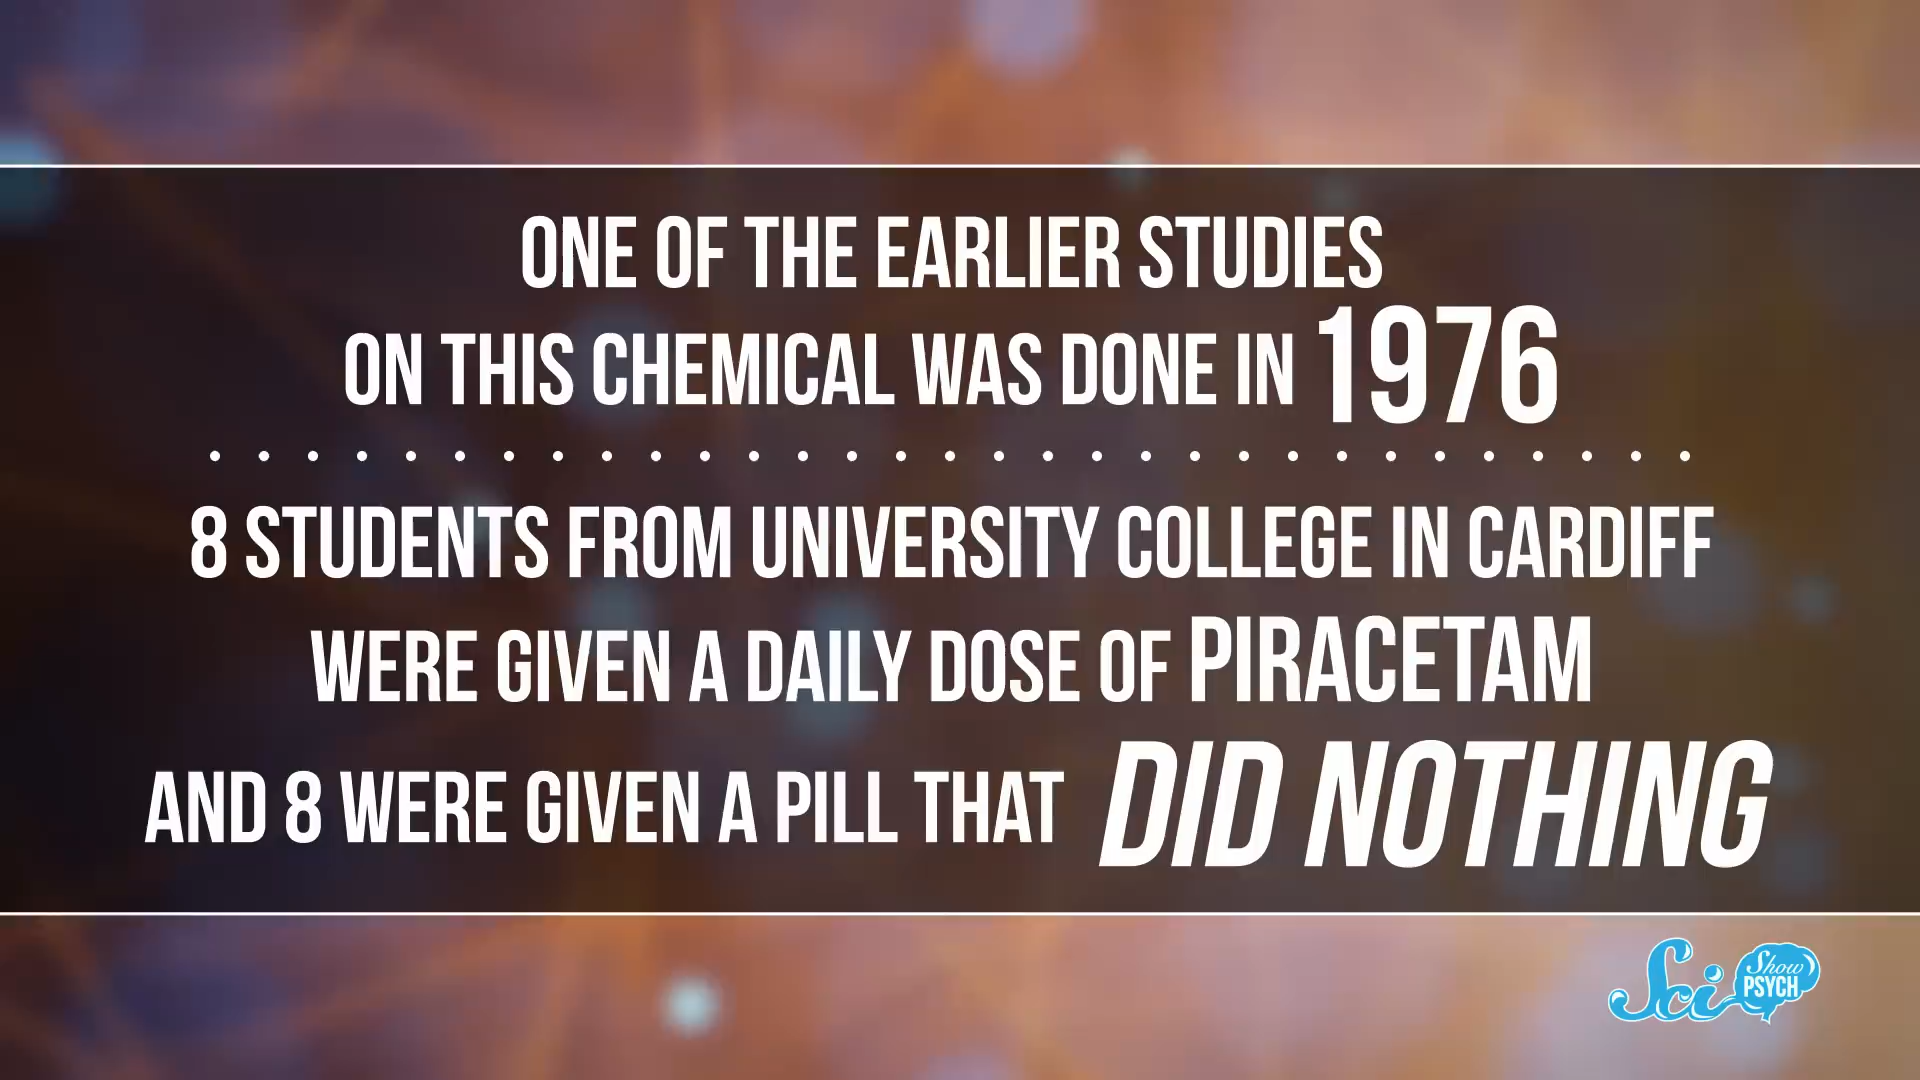 ONE OF THE EARLIER STUDIES
ON THIS CHEMICAL WAS DONE IN 1976
8 STUDENTS FROM UNIVERSITY COLLEGE IN CARDIFF
WERE GIVEN A DAILY DOSE OF PIRACETAM
AND 8 WERE GIVEN A PILL THAT DID NOTHING
Sci Show
PSYCH